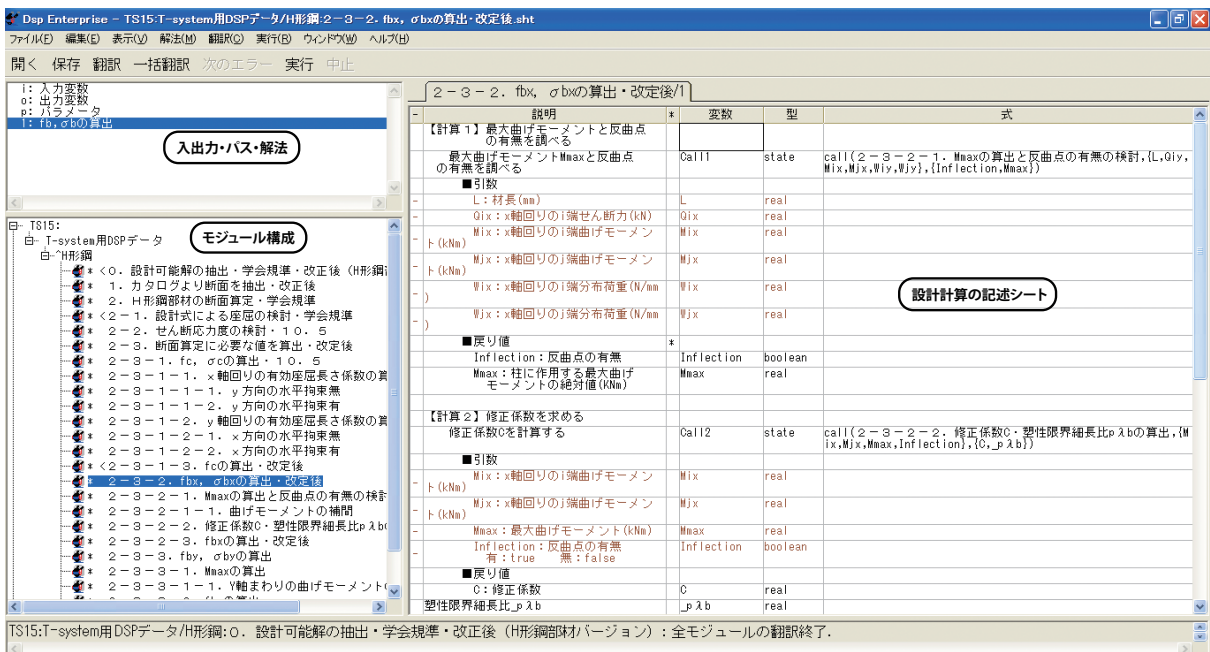 Dsp Enterprise - TS15:T-system用DSPデータ/H形鋼:2-3-2. fbx, σbxの算出・改定後.sht
ファイル(F) 編集(E) 表示(V) 解法(M) 翻訳(C) 実行(R) ウィンドウ(W) ヘルプ(H)
開く 保存 翻訳 一括翻訳 次のエラー 実行 中止
i: 入力変数
o: 出力変数
p: パラメータ
1: fb,σbの算出
入出力・パス・解法
TS15:
T-system用DSPデータ
モジュール構成
^H形鋼
* <0. 設計可能解の抽出・学会規準・改正後 (H形鋼
* 1. カタログより断面を抽出・改正後
* 2. H形鋼部材の断面算定・学会規準
* <2-1. 設計式による座屈の検討・学会規準
* 2-2. せん断応力度の検討・10. 5
* 2-3. 断面算定に必要な値を算出・改定後
* 2-3-1. fc, σcの算出・10. 5
* 2-3-1-1. x軸回りの有効座屈長さ係数の算
* 2-3-1-1-1. y方向の水平拘束無
* 2-3-1-1-2. y方向の水平拘束有
* 2-3-1-2. y軸回りの有効座屈長さ係数の算
* 2-3-1-2-1. x方向の水平拘束無
* 2-3-1-2-2. x方向の水平拘束有
* <2-3-1-3. fcの算出・改定後
* 2-3-2. fbx, σbxの算出・改定後
* 2-3-2-1. Mmaxの算出と反曲点の有無の検討
* 2-3-2-1-1. 曲げモーメントの補間
* 2-3-2-2. 修正係数C・塑性限界細長比pλb
* 2-3-2-3. fbxの算出・改定後
* 2-3-3. fby, σbyの算出
* 2-3-3-1. Mmaxの算出
* 2-3-3-1-1. Y軸まわりの曲げモーメント
2-3-2. fbx, σbxの算出・改定後/1
- 説明 * 変数 型 式
【計算1】最大曲げモーメントと反曲点
の有無を調べる
最大曲げモーメントMmaxと反曲点 Call1 state call(2-3-2-1. Mmaxの算出と反曲点の有無の検討,{L,Qiy,
の有無を調べる Mix,Mjx,Wiy,Wjy},{Inflection,Mmax})
■引数
- L:材長(mm) L real
- Qix:x軸回りのi端せん断力(kN) Qix real
- Mix:x軸回りのi端曲げモーメン Mix real
ト(kNm)
- Mjx:x軸回りのj端曲げモーメン Mjx real
ト(kNm)
- Wix:x軸回りのi端分布荷重(N/mm Wix real
)
- Wjx:x軸回りのj端分布荷重(N/mm Wjx real
)
設計計算の記述シート
■戻り値 *
Inflection:反曲点の有無 Inflection boolean
Mmax:柱に作用する最大曲げ Mmax real
モーメントの絶対値(KNm)
【計算2】修正係数を求める
修正係数Cを計算する Call2 state call(2-3-2-2. 修正係数C・塑性限界細長比pλbの算出,{M
ix,Mjx,Mmax,Inflection},{C,_pλb})
■引数
- Mix:x軸回りのi端曲げモーメン Mix real
ト(kNm)
- Mjx:x軸回りのj端曲げモーメン Mjx real
ト(kNm)
- Mmax:最大曲げモーメント(kNm) Mmax real
- Inflection:反曲点の有無 Inflection boolean
有:true 無:false
■戻り値
C:修正係数 C real
塑性限界細長比_pλb _pλb real
TS15:T-system用DSPデータ/H形鋼:0. 設計可能解の抽出・学会規準・改正後(H形鋼部材バージョン):全モジュールの翻訳終了.